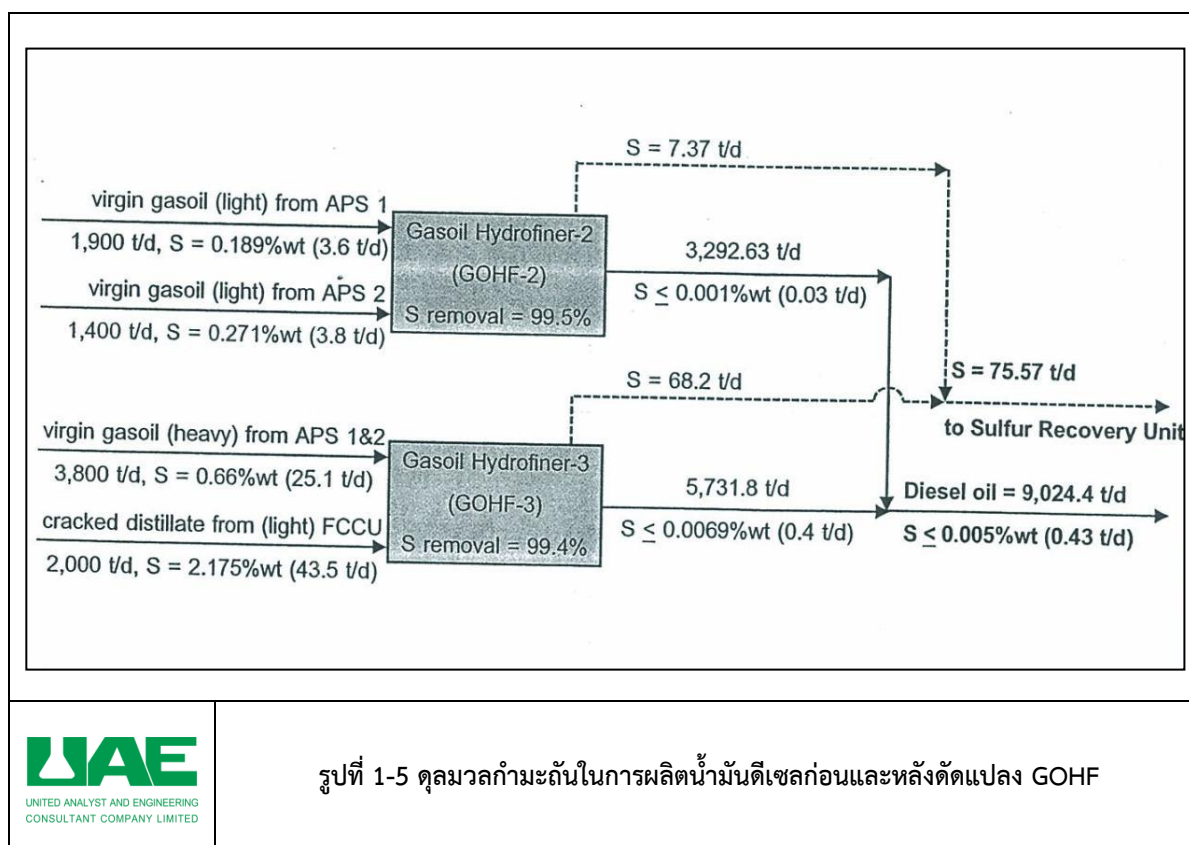 S = 7.37 t/d
virgin gasoil (light) from APS 1
1,900 t/d, S = 0.189%wt (3.6 t/d)
virgin gasoil (light) from APS 2
1,400 t/d, S = 0.271%wt (3.8 t/d)
Gasoil Hydrofiner-2
(GOHF-2)
S removal = 99.5%
3,292.63 t/d
S ≤ 0.001%wt (0.03 t/d)
S = 68.2 t/d
S = 75.57 t/d
to Sulfur Recovery Unit
virgin gasoil (heavy) from APS 1&2
3,800 t/d, S = 0.66%wt (25.1 t/d)
cracked distillate from (light) FCCU
2,000 t/d, S = 2.175%wt (43.5 t/d)
Gasoil Hydrofiner-3
(GOHF-3)
S removal = 99.4%
5,731.8 t/d
S ≤ 0.0069%wt (0.4 t/d)
Diesel oil = 9,024.4 t/d
S ≤ 0.005%wt (0.43 t/d)
UAE
UNITED ANALYST AND ENGINEERING
CONSULTANT COMPANY LIMITED
รูปที่ 1-5 ดุลมวลกำมะถันในการผลิตน้ำมันดีเซลก่อนและหลังดัดแปลง GOHF